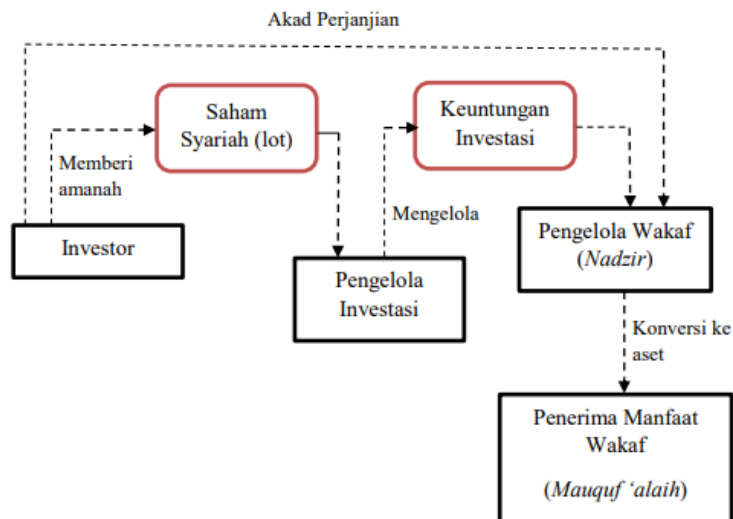 Akad Perjanjian
Saham
Syariah (lot)
Keuntungan
Investasi
Memberi
amanah
Mengelola
Investor
Pengelola
Investasi
Pengelola Wakaf
(Nadzir)
Konversi ke
aset
Penerima Manfaat
Wakaf
(Mauquf ‘alaih)